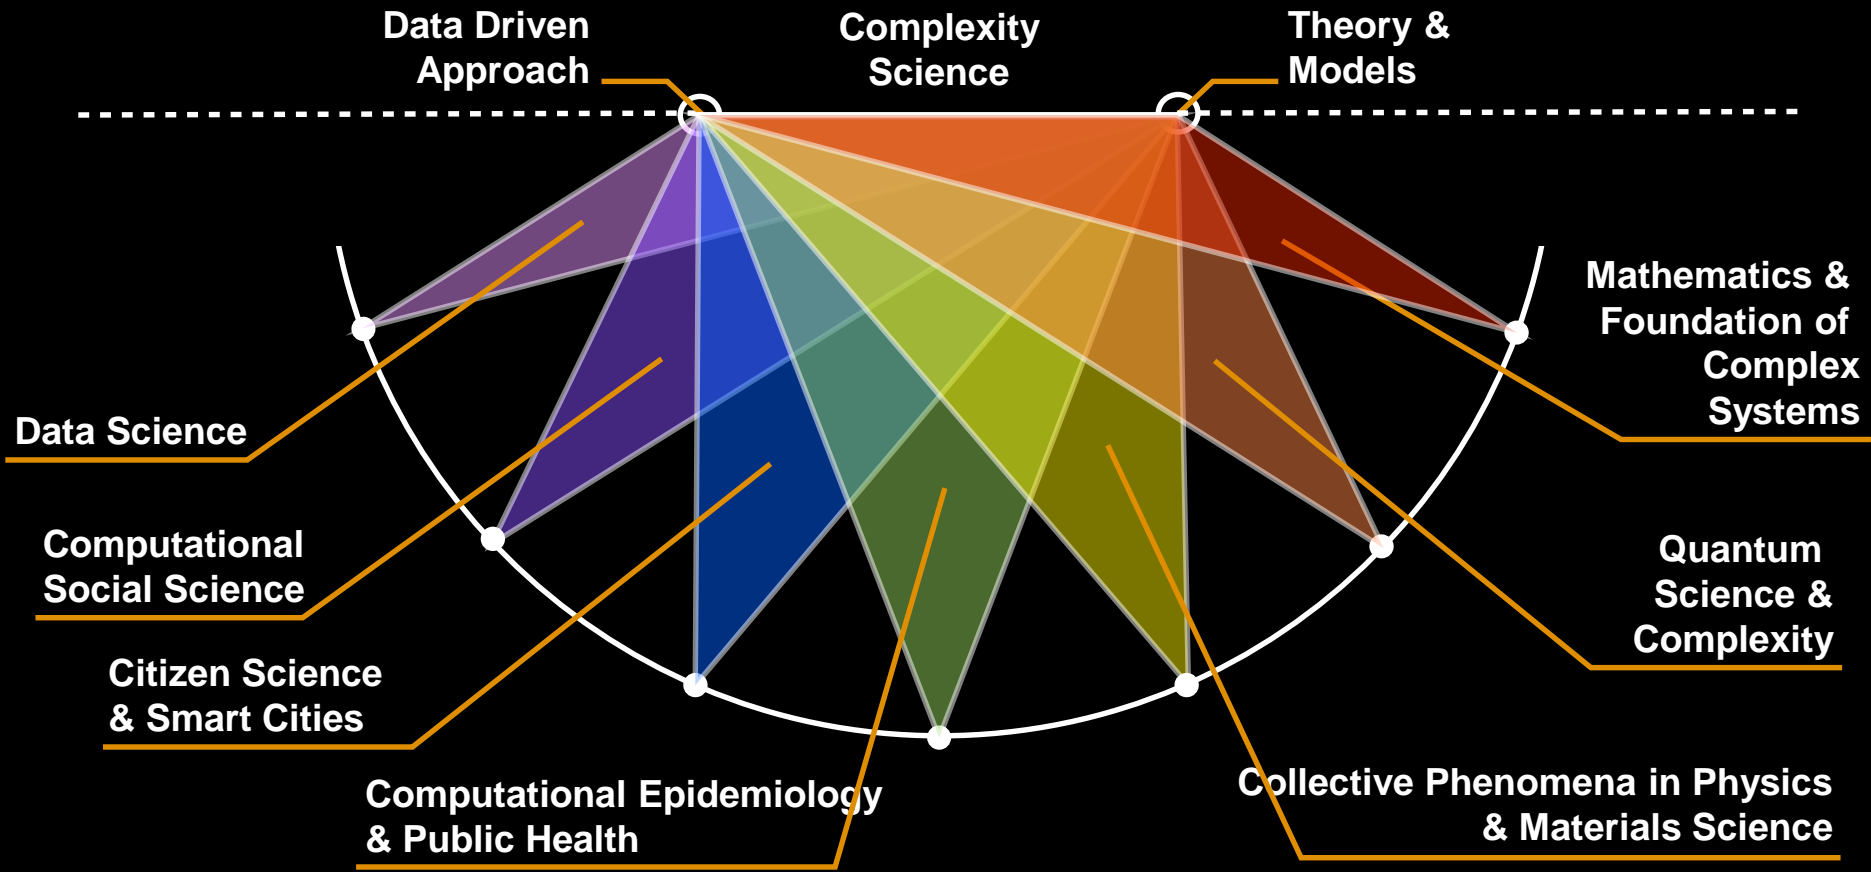 Data Driven
Approach
Complexity
Science
Theory &
Models
Mathematics &
Foundation of
Complex
Systems
Data Science
Computational
Social Science
Quantum
Science &
Complexity
Citizen Science
& Smart Cities
Computational Epidemiology
& Public Health
Collective Phenomena in Physics
& Materials Science